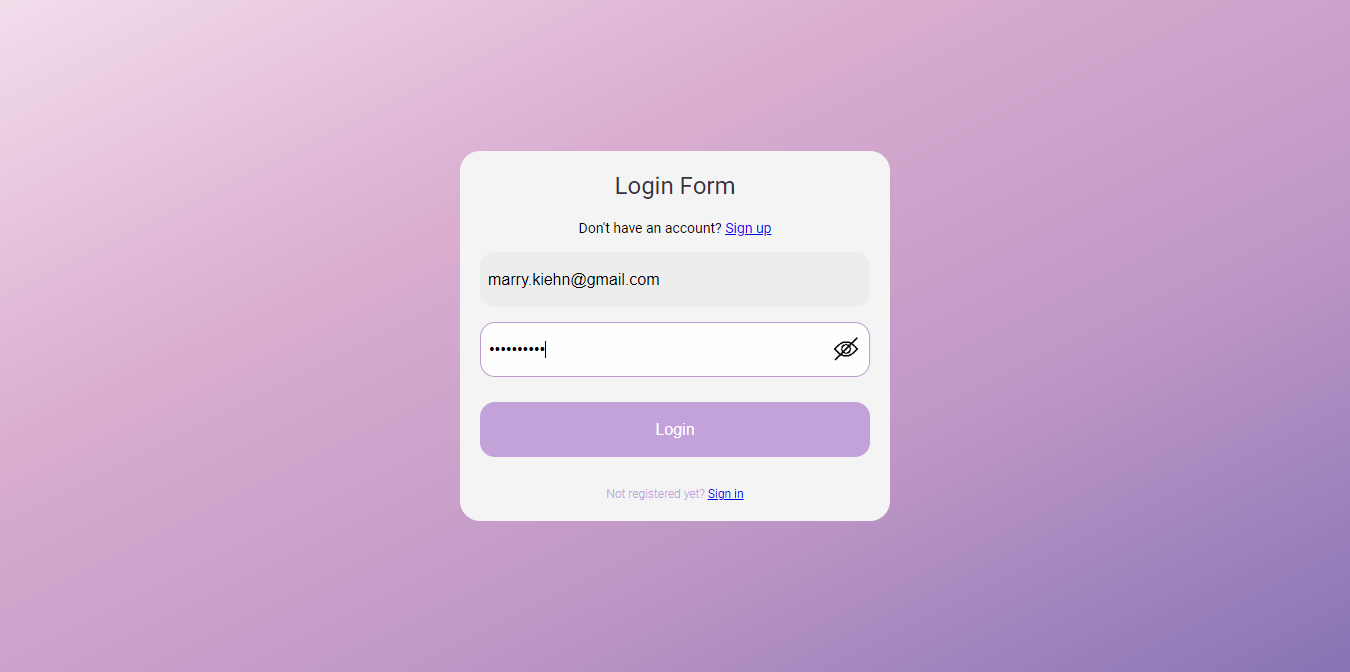 Login Form
Don't have an account? Sign up
marry.kiehn@gmail.com
••••••••••
Login
Not registered yet? Sign in